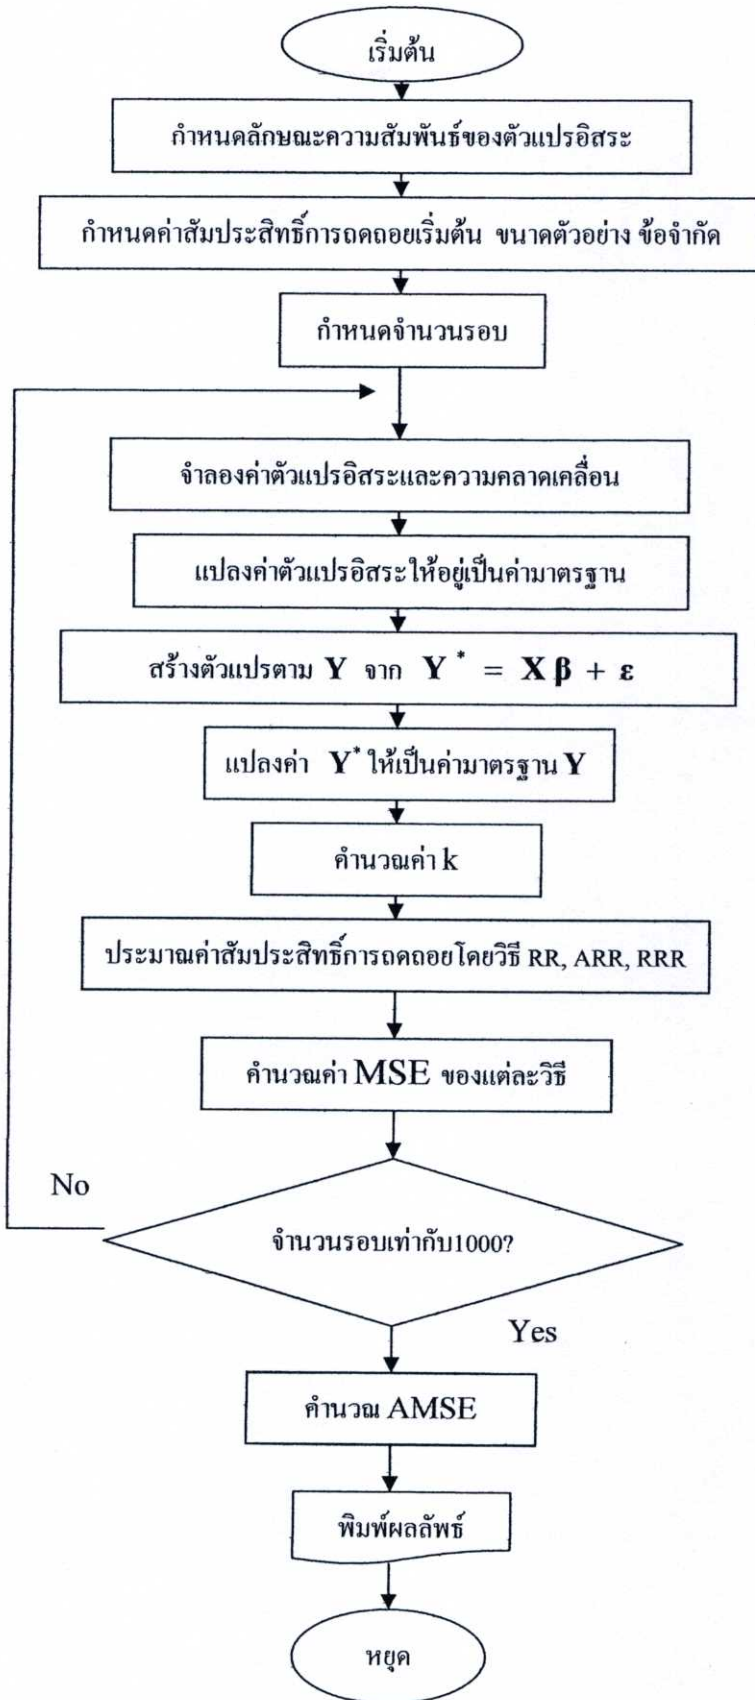 เริ่มต้น
กำหนดลักษณะความสัมพันธ์ของตัวแปรอิสระ
กำหนดค่าสัมประสิทธิ์การถดถอยเริ่มต้น ขนาดตัวอย่าง ข้อจำกัด
กำหนดจำนวนรอบ
จำลองค่าตัวแปรอิสระและความคลาดเคลื่อน
แปลงค่าตัวแปรอิสระให้อยู่เป็นค่ามาตรฐาน
สร้างตัวแปรตาม Y จาก Y* = Xβ + ε
แปลงค่า Y* ให้เป็นค่ามาตรฐาน Y
คำนวณค่า k
ประมาณค่าสัมประสิทธิ์การถดถอยโดยวิธี RR, ARR, RRR
คำนวณค่า MSE ของแต่ละวิธี
No
จำนวนรอบเท่ากับ1000?
Yes
คำนวณ AMSE
พิมพ์ผลลัพธ์
หยุด